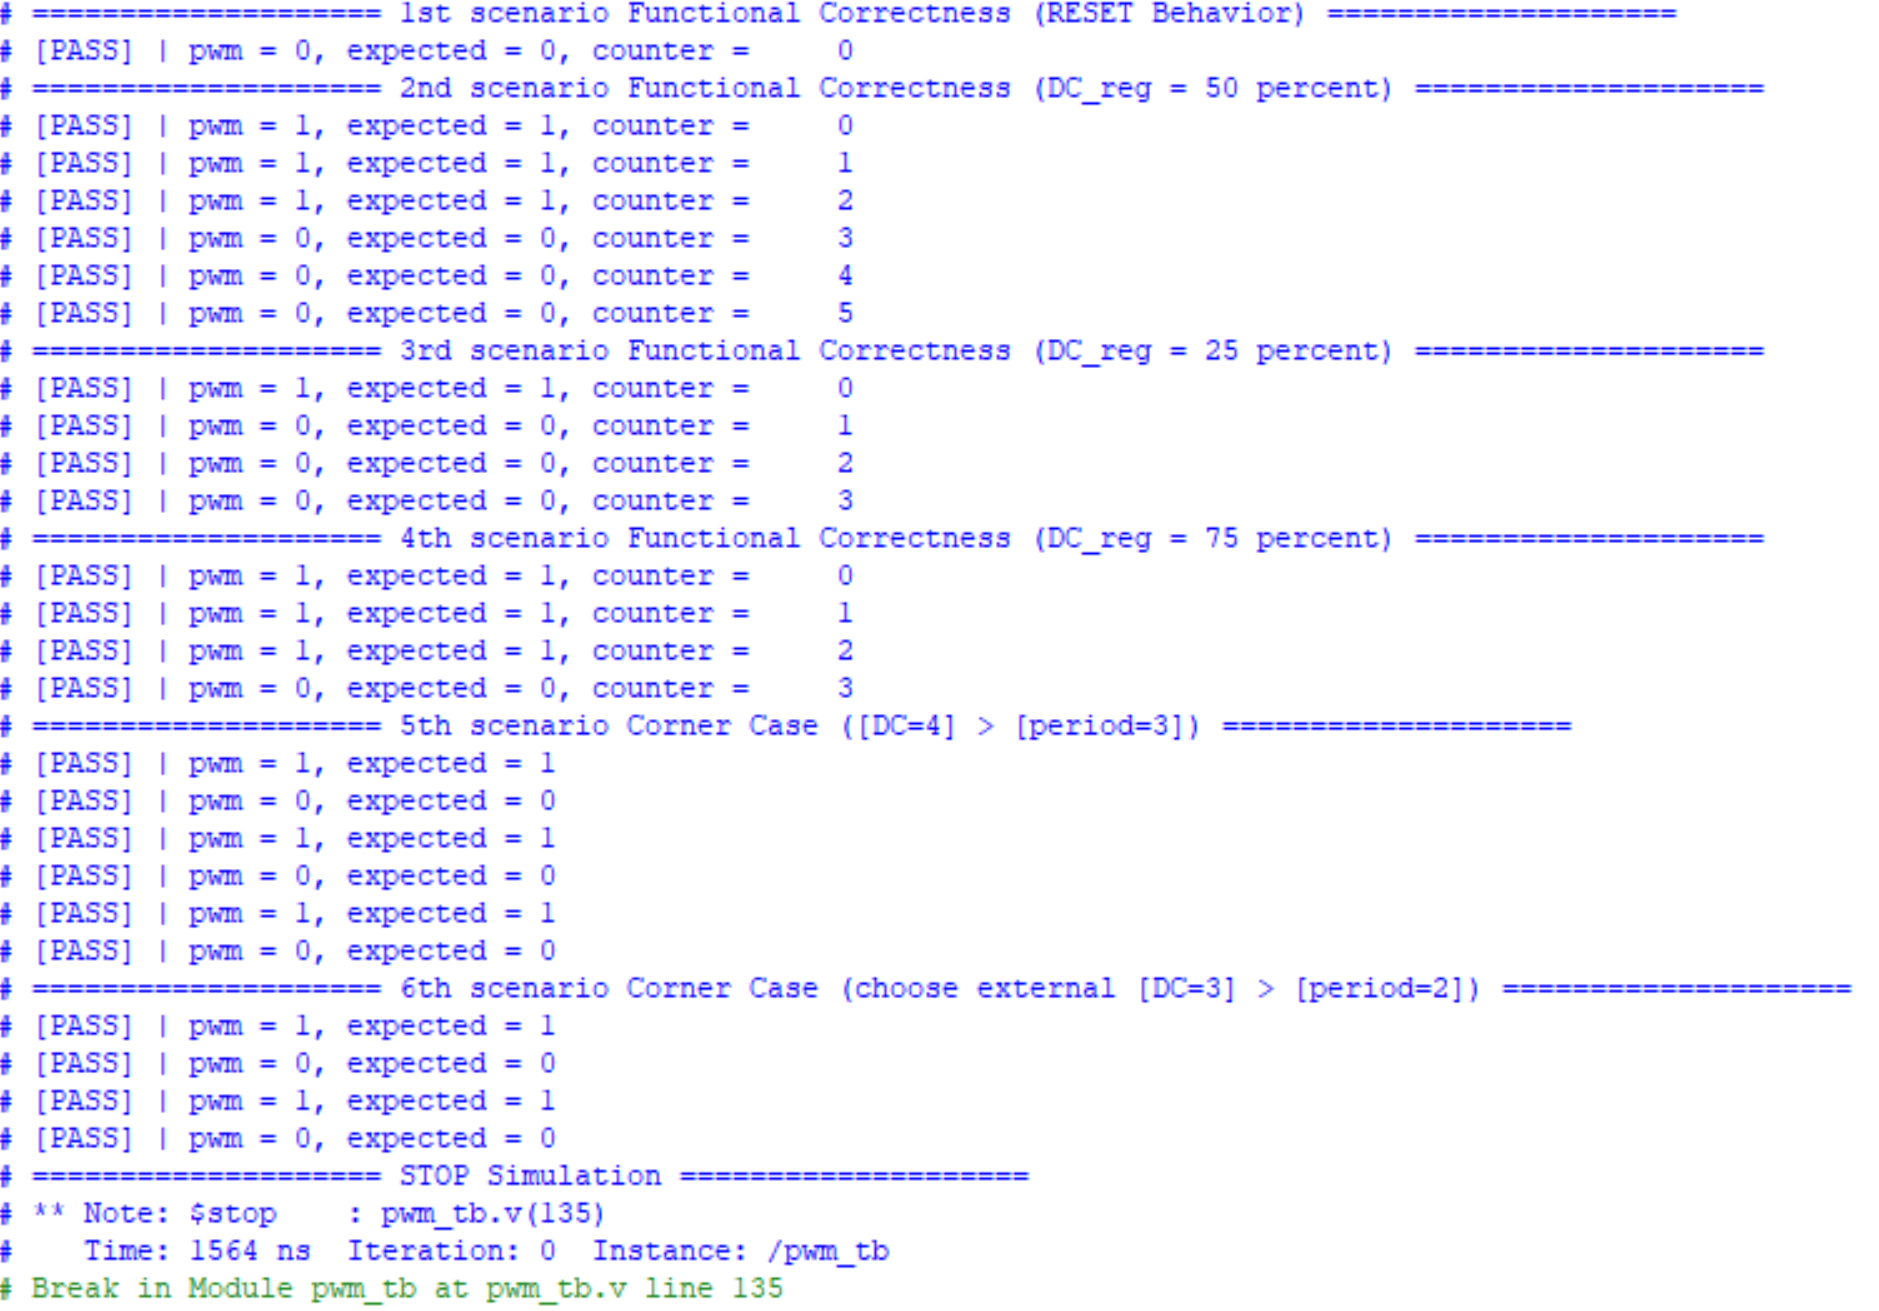 # ==================== 1st scenario Functional Correctness (RESET Behavior) ====================
# [PASS] | pwm = 0, expected = 0, counter =     0
# ==================== 2nd scenario Functional Correctness (DC_reg = 50 percent) ====================
# [PASS] | pwm = 1, expected = 1, counter =     0
# [PASS] | pwm = 1, expected = 1, counter =     1
# [PASS] | pwm = 1, expected = 1, counter =     2
# [PASS] | pwm = 0, expected = 0, counter =     3
# [PASS] | pwm = 0, expected = 0, counter =     4
# [PASS] | pwm = 0, expected = 0, counter =     5
# ==================== 3rd scenario Functional Correctness (DC_reg = 25 percent) ====================
# [PASS] | pwm = 1, expected = 1, counter =     0
# [PASS] | pwm = 0, expected = 0, counter =     1
# [PASS] | pwm = 0, expected = 0, counter =     2
# [PASS] | pwm = 0, expected = 0, counter =     3
# ==================== 4th scenario Functional Correctness (DC_reg = 75 percent) ====================
# [PASS] | pwm = 1, expected = 1, counter =     0
# [PASS] | pwm = 1, expected = 1, counter =     1
# [PASS] | pwm = 1, expected = 1, counter =     2
# [PASS] | pwm = 0, expected = 0, counter =     3
# ==================== 5th scenario Corner Case ([DC=4] > [period=3]) ====================
# [PASS] | pwm = 1, expected = 1
# [PASS] | pwm = 0, expected = 0
# [PASS] | pwm = 1, expected = 1
# [PASS] | pwm = 0, expected = 0
# [PASS] | pwm = 1, expected = 1
# [PASS] | pwm = 0, expected = 0
# ==================== 6th scenario Corner Case (choose external [DC=3] > [period=2]) ====================
# [PASS] | pwm = 1, expected = 1
# [PASS] | pwm = 0, expected = 0
# [PASS] | pwm = 1, expected = 1
# [PASS] | pwm = 0, expected = 0
# ==================== STOP Simulation ====================
# ** Note: $stop    : pwm_tb.v(135)
#    Time: 1564 ns  Iteration: 0  Instance: /pwm_tb
# Break in Module pwm_tb at pwm_tb.v line 135